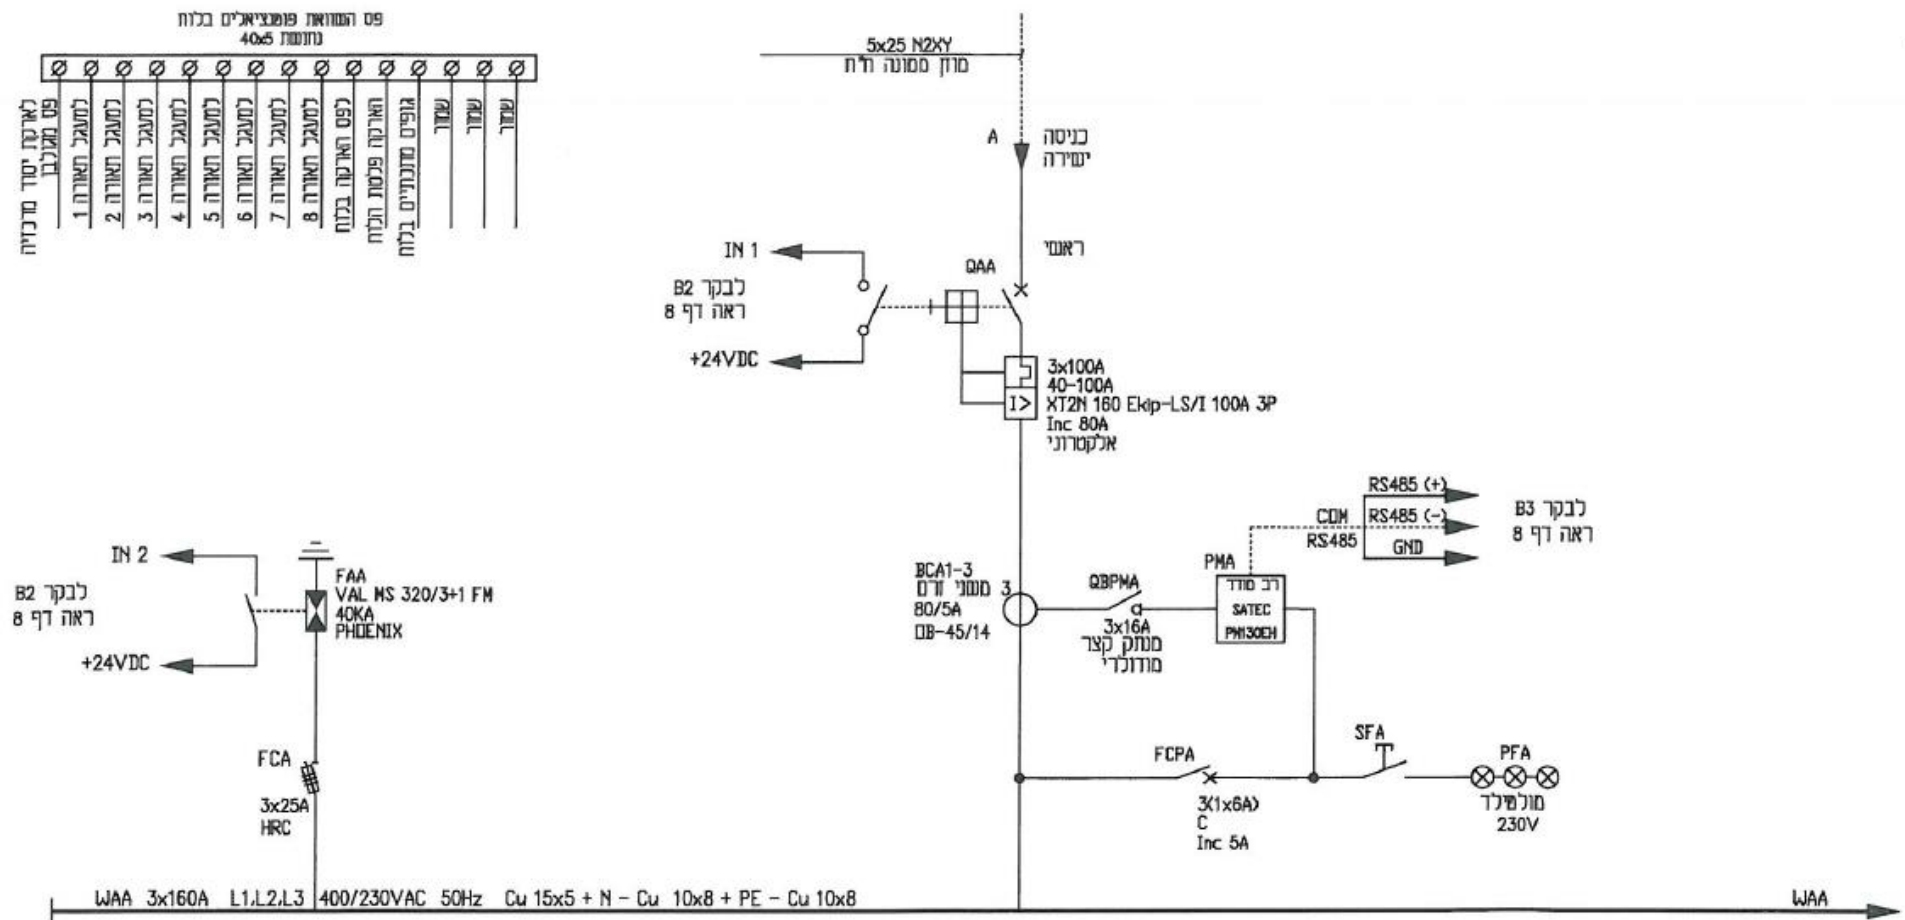 פס השוואת פוטנציאלים בלוח
נחושת 40x5
לארקת יסוד מרכזיה
פס מגולבן
למעגל תאורה 1
למעגל תאורה 2
למעגל תאורה 3
למעגל תאורה 4
למעגל תאורה 5
למעגל תאורה 6
למעגל תאורה 7
למעגל תאורה 8
לפס הארקה בלוח
הארקה פלטת הלוח
גופים מתכתיים בלוח
שמור
שמור
שמור
5x25 N2XY
מוזן ממונה ח"ח
A
כניסה
ישירה
ראשי
IN 1
לבקר B2
ראה דף 8
+24VDC
QAA
3x100A
40-100A
XT2N 160 Ekip-LS/I 100A 3P
Inc 80A
אלקטרוני
I>
IN 2
לבקר B2
ראה דף 8
+24VDC
FAA
VAL MS 320/3+1 FM
40KA
PHOENIX
FCA
3x25A
HRC
BCA1-3
משני זרם 3
80/5A
OB-45/14
QBPMA
3x16A
מנתק קצר
מודולרי
PMA
רב מודד
SATEC
PM130EH
COM
RS485
RS485 (+)
RS485 (-)
GND
לבקר B3
ראה דף 8
FCPA
3(1x6A)
C
Inc 5A
SFA
PFA
מולטילד
230V
WAA 3x160A L1,L2,L3 400/230VAC 50Hz Cu 15x5 + N - Cu 10x8 + PE - Cu 10x8
WAA